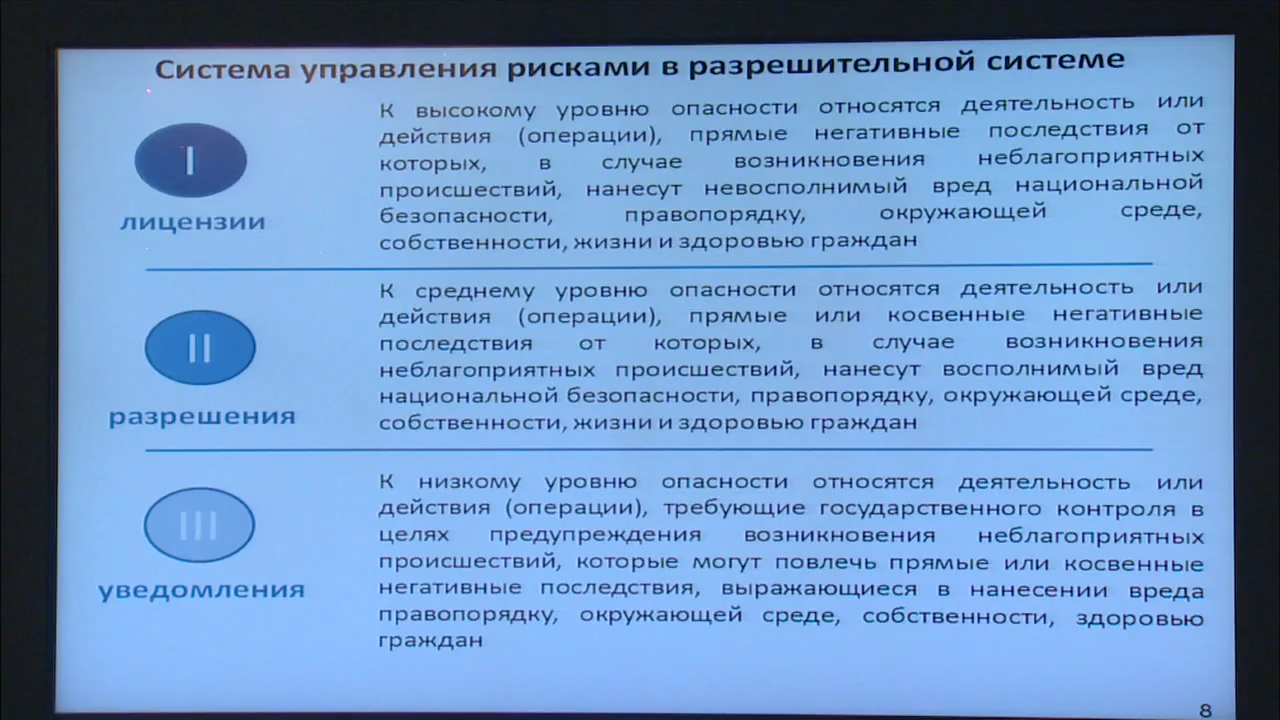 Система управления рисками в разрешительной системе
I
лицензии
К высокому уровню опасности относятся деятельность или
действия (операции), прямые негативные последствия от
которых, в случае возникновения неблагоприятных
происшествий, нанесут невосполнимый вред национальной
безопасности, правопорядку, окружающей среде,
собственности, жизни и здоровью граждан
II
разрешения
К среднему уровню опасности относятся деятельность или
действия (операции), прямые или косвенные негативные
последствия от которых, в случае возникновения
неблагоприятных происшествий, нанесут восполнимый вред
национальной безопасности, правопорядку, окружающей среде,
собственности, жизни и здоровью граждан
III
уведомления
К низкому уровню опасности относятся деятельность или
действия (операции), требующие государственного контроля в
целях предупреждения возникновения неблагоприятных
происшествий, которые могут повлечь прямые или косвенные
негативные последствия, выражающиеся в нанесении вреда
правопорядку, окружающей среде, собственности, здоровью
граждан
8